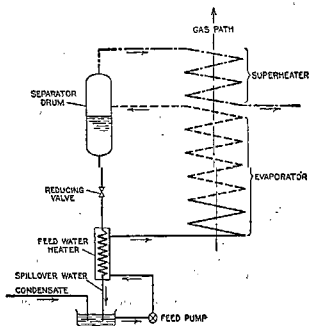 GAS PATH
SUPERHEATER
SEPARATOR
DRUM
EVAPORATOR
REDUCING
VALVE
FEED WATER
HEATER
SPILLOVER WATER
CONDENSATE
FEED PUMP